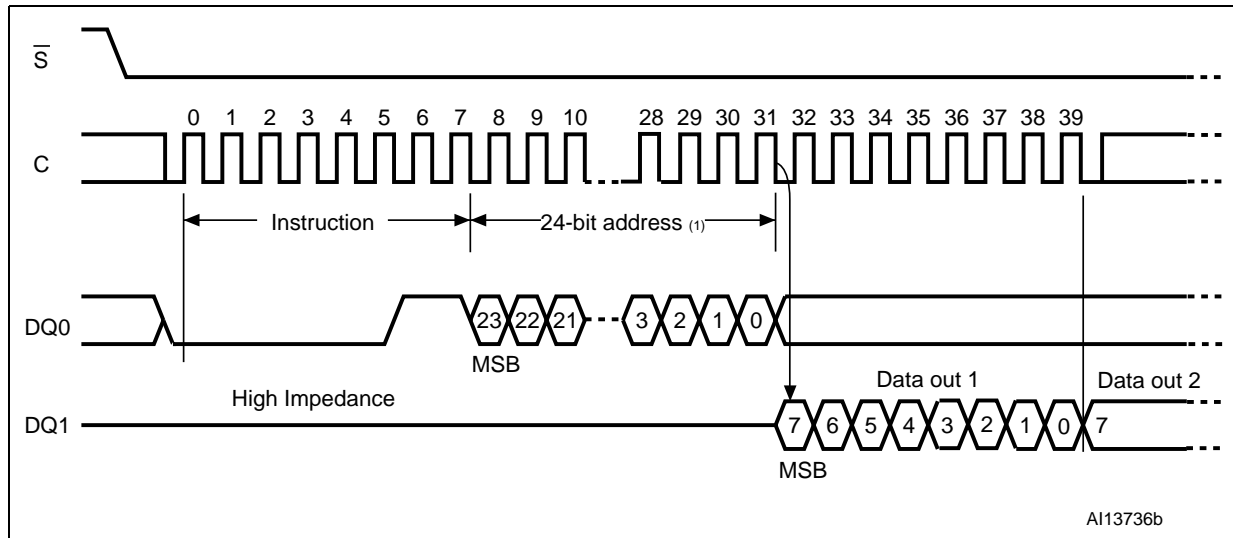 S
0 1 2 3 4 5 6 7 8 9 10 28 29 30 31 32 33 34 35 36 37 38 39
C
Instruction 24-bit address (1)
DQ0 23 22 21 3 2 1 0
MSB
High Impedance Data out 1 Data out 2
DQ1 7 6 5 4 3 2 1 0 7
MSB
AI13736b